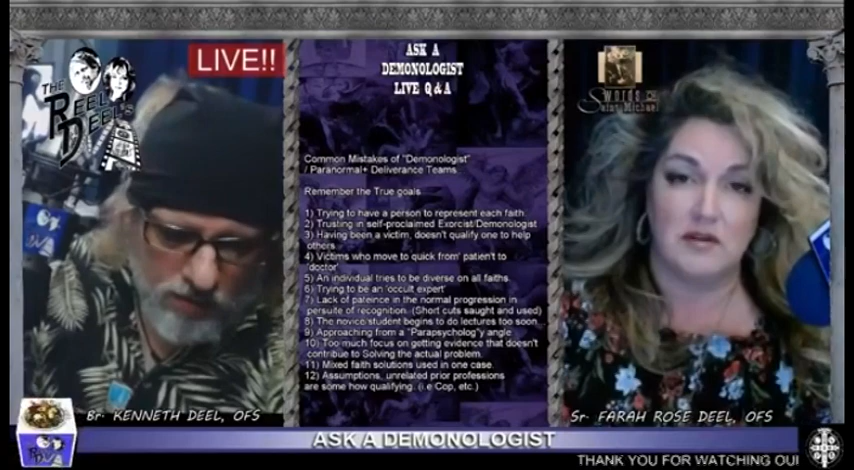 THE
REEL
DEELS
LIVE!!
ASK A
DEMONOLOGIST
LIVE Q & A
Swords of
Saint Michael
Common Mistakes of "Demonologist"
/ Paranormal+ Deliverance Teams.
Remember the True goals
1) Trying to have a person to represent each faith.
2) Trusting in self-proclaimed Exorcist/Demonologist
3) Having been a victim, doesn't qualify one to help
others.
4) Victims who move to quick from' patien't to
'doctor'
5) An individual tries to be diverse on all faiths.
6) Trying to be an 'occult expert'
7) Lack of pateince in the normal progression in
persuite of recognition. (Short cuts saught and used)
8) The novice/student begins to do lectures too soon.
9) Approaching from a "Parapsycholog"y angle
10) Too much focus on getting evidence that doesn't
contribue to Solving the actual problem.
11) Mixed faith solutions used in one case.
12) Assumptions, unrelated prior professions
are some how qualifying. (i.e Cop, etc.)
Br. KENNETH DEEL, OFS
Sr. FARAH ROSE DEEL, OFS
ASK A DEMONOLOGIST
THANK YOU FOR WATCHING OU